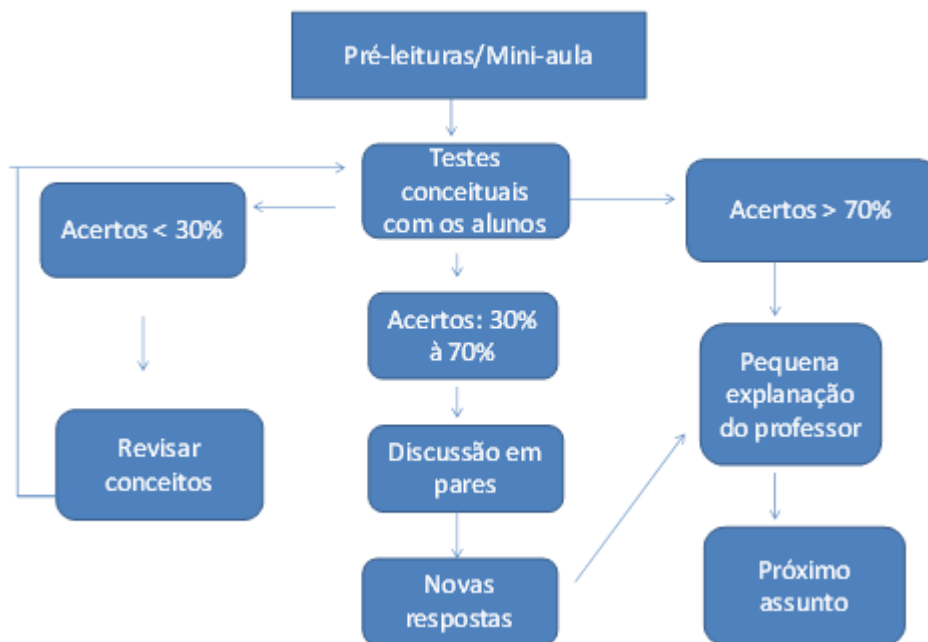 Pré-leituras/Mini-aula
Testes
conceituais
com os alunos
Acertos < 30%
Acertos > 70%
Acertos: 30%
à 70%
Pequena
explanação
do professor
Revisar
conceitos
Discussão em
pares
Novas
respostas
Próximo
assunto